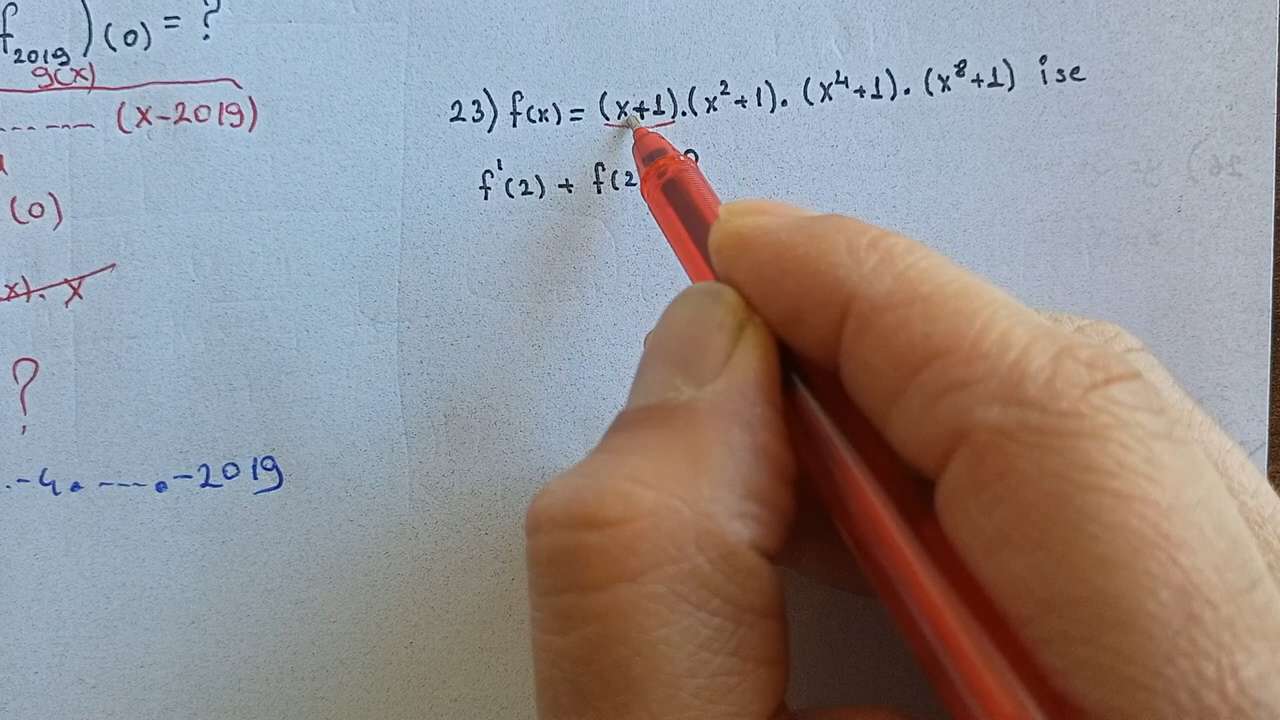 f₂₀₁₉)(0) = ?
g(x)
------ (x-2019)
(0)
x). x
?
.-4. ----. -2019
23) f(x) = (x+1).(x²+1). (x⁴+1). (x⁸+1) ise
f'(2) + f(2 ?